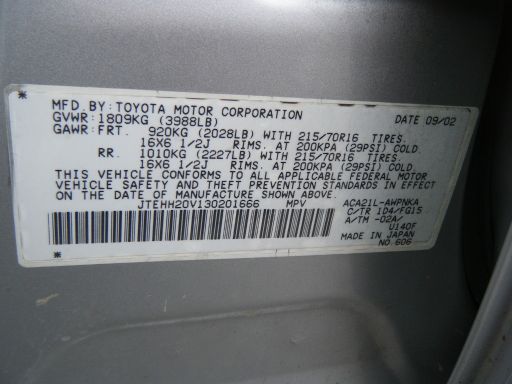 MFD.BY:TOYOTA MOTOR CORPORATION DATE 09/02
GVWR:1809KG (3988LB)
GAWR:FRT. 920KG (2028LB) WITH 215/70R16 TIRES.
16X6 1/2J RIMS. AT 200KPA (29PSI) COLD.
RR. 1010KG (2227LB) WITH 215/70R16 TIRES.
16X6 1/2J RIMS. AT 200KPA (29PSI) COLD.
THIS VEHICLE CONFORMS TO ALL APPLICABLE FEDERAL MOTOR
VEHICLE SAFETY AND THEFT PREVENTION STANDARDS IN EFFECT
ON THE DATE OF MANUFACTURE SHOWN ABOVE.
JTEHH20V130201666 MPV ACA21L-AWPNKA
C/TR 1D4/FG15
A/TM -02A/
U140F
MADE IN JAPAN
NO.606